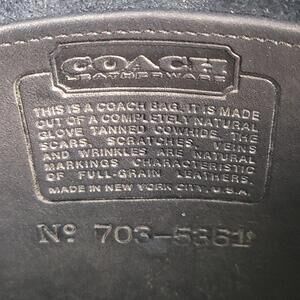 COACH
LEATHERWARE
THIS IS A COACH BAG. IT IS MADE
OUT OF A COMPLETELY NATURAL
GLOVE TANNED COWHIDE. THE
SCARS, SCRATCHES, VEINS
AND WRINKLES ARE NATURAL
MARKINGS CHARACTERISTIC
OF FULL-GRAIN LEATHERS.
MADE IN NEW YORK CITY, U.S.A.
Nº 703-5361